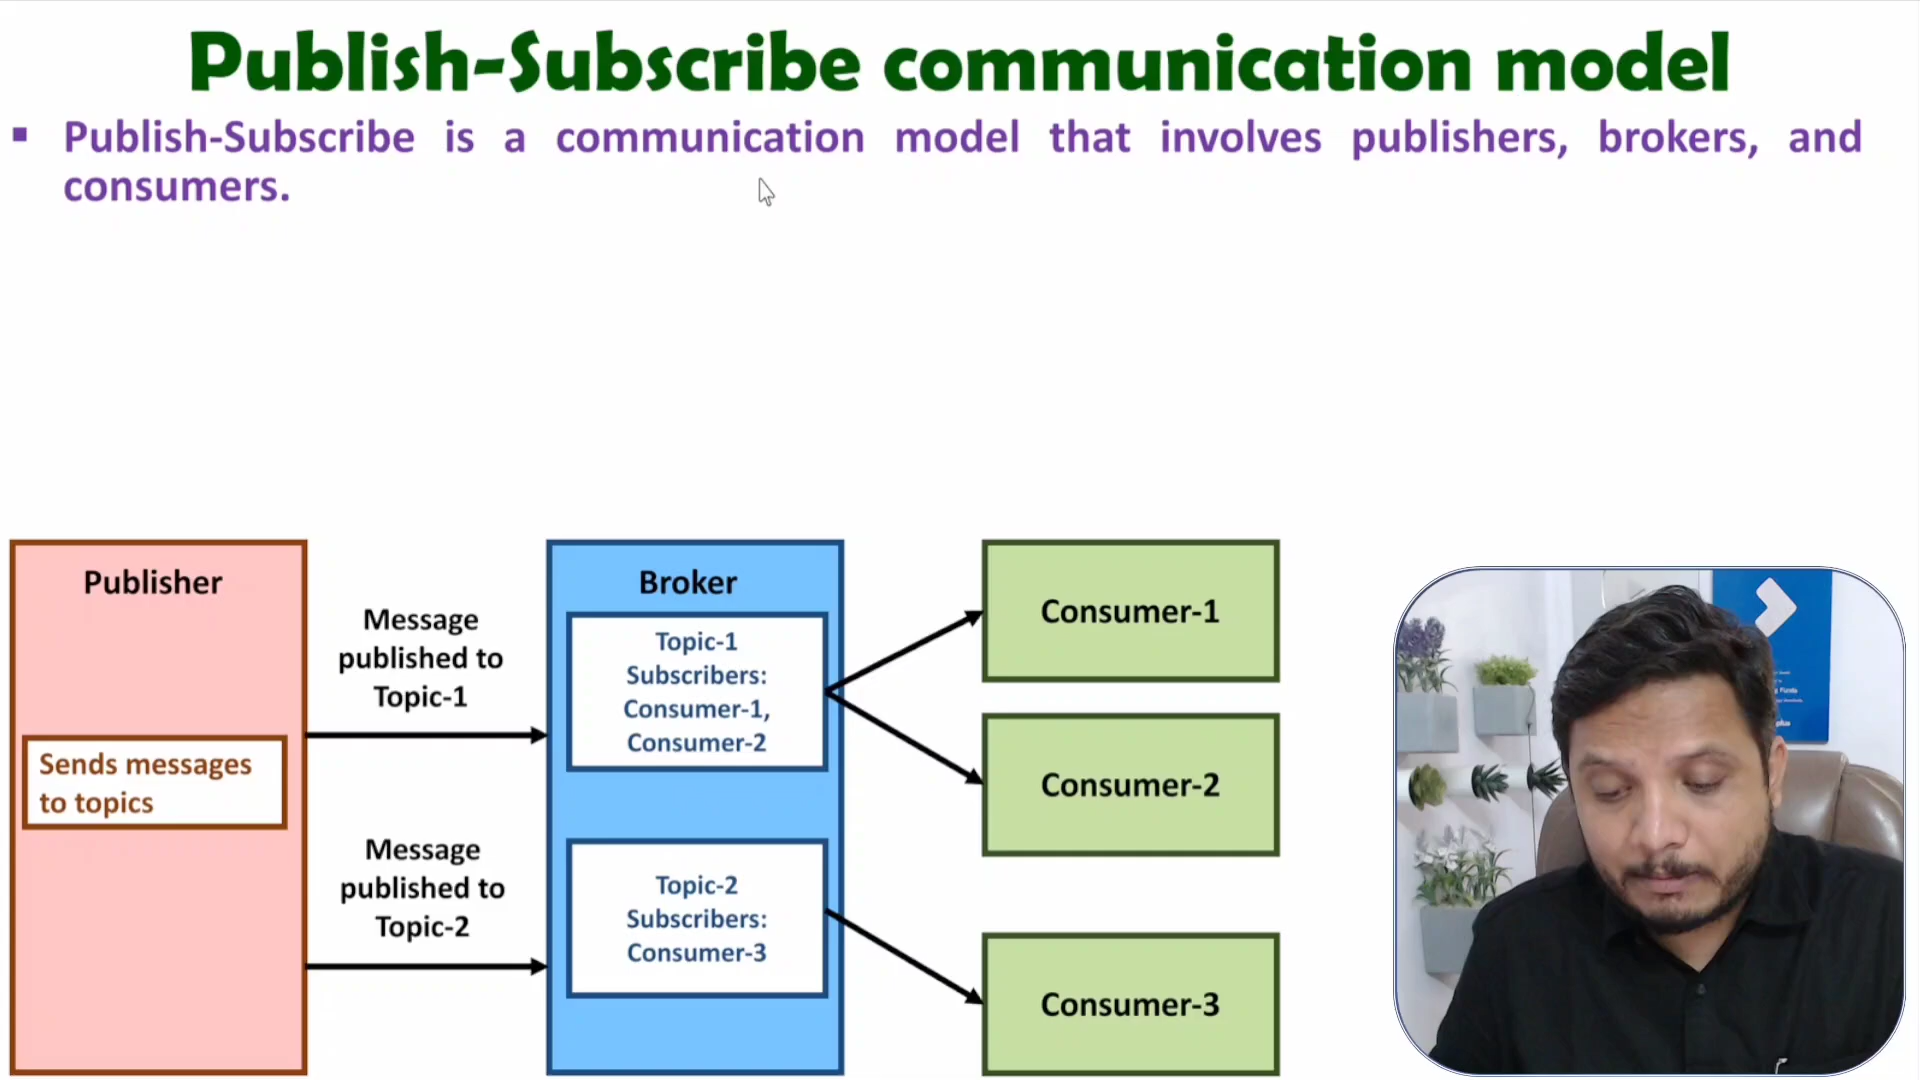 Publish-Subscribe communication model
▪ Publish-Subscribe is a communication model that involves publishers, brokers, and
consumers.
Publisher
Sends messages
to topics
Message
published to
Topic-1
Message
published to
Topic-2
Broker
Topic-1
Subscribers:
Consumer-1,
Consumer-2
Topic-2
Subscribers:
Consumer-3
Consumer-1
Consumer-2
Consumer-3